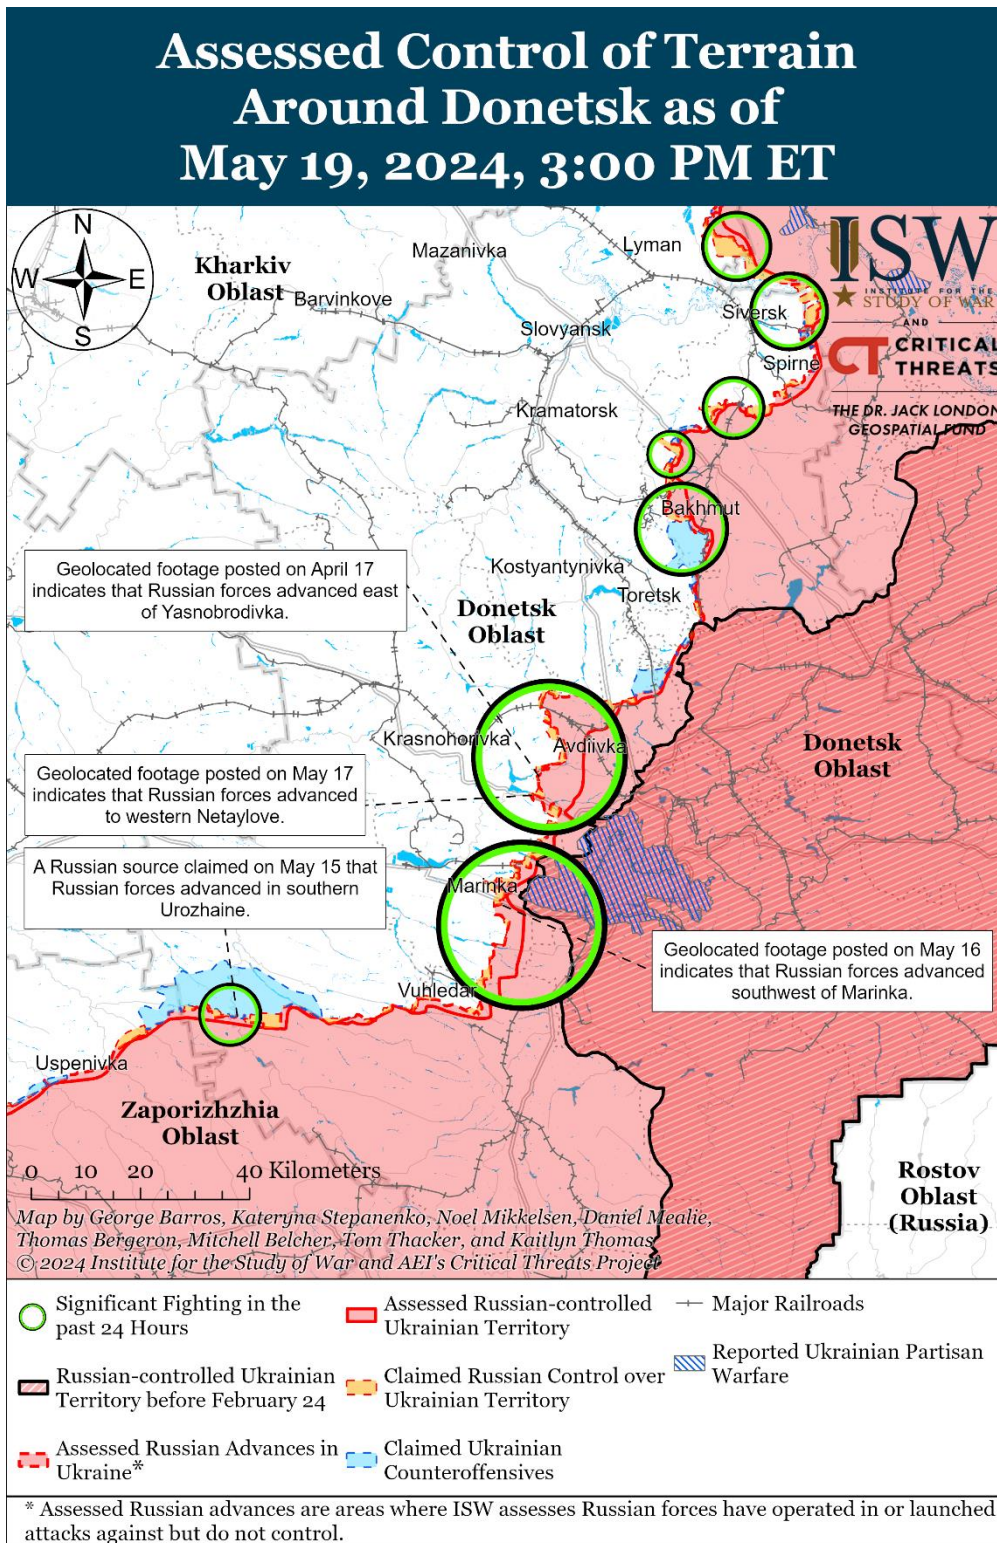 Assessed Control of Terrain
Around Donetsk as of
May 19, 2024, 3:00 PM ET
N
W
E
S
Kharkiv
Oblast
Mazanivka
Lyman
Barvinkove
Slovyansk
Siversk
Spirne
Kramatorsk
ISW
INSTITUTE FOR THE
STUDY OF WAR
AND
CT CRITICAL
THREATS
THE DR. JACK LONDON
GEOSPATIAL FUND
Bakhmut
Kostyantynivka
Toretsk
Geolocated footage posted on April 17
indicates that Russian forces advanced east
of Yasnobrodivka.
Donetsk
Oblast
Krasnohorivka
Avdiivka
Donetsk
Oblast
Geolocated footage posted on May 17
indicates that Russian forces advanced
to western Netaylove.
A Russian source claimed on May 15 that
Russian forces advanced in southern
Urozhaine.
Marinka
Geolocated footage posted on May 16
indicates that Russian forces advanced
southwest of Marinka.
Vuhledar
Uspenivka
Zaporizhzhia
Oblast
Rostov
Oblast
(Russia)
0 10 20 40 Kilometers
Map by George Barros, Kateryna Stepanenko, Noel Mikkelsen, Daniel Mealie,
Thomas Bergeron, Mitchell Belcher, Tom Thacker, and Kaitlyn Thomas
© 2024 Institute for the Study of War and AEI's Critical Threats Project
Significant Fighting in the
past 24 Hours
Russian-controlled Ukrainian
Territory before February 24
Assessed Russian Advances in
Ukraine*
Assessed Russian-controlled
Ukrainian Territory
Claimed Russian Control over
Ukrainian Territory
Claimed Ukrainian
Counteroffensives
Major Railroads
Reported Ukrainian Partisan
Warfare
* Assessed Russian advances are areas where ISW assesses Russian forces have operated in or launched
attacks against but do not control.